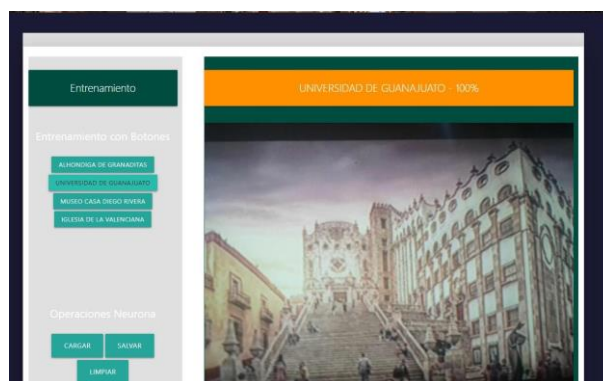 Entrenamiento
UNIVERSIDAD DE GUANAJUATO - 100%
Entrenamiento con Botones
ALHONDIGA DE GRANADITAS
UNIVERSIDAD DE GUANAJUATO
MUSEO CASA DIEGO RIVERA
IGLESIA DE LA VALENCIANA
Operaciones Neurona
CARGAR SALVAR
LIMPIAR